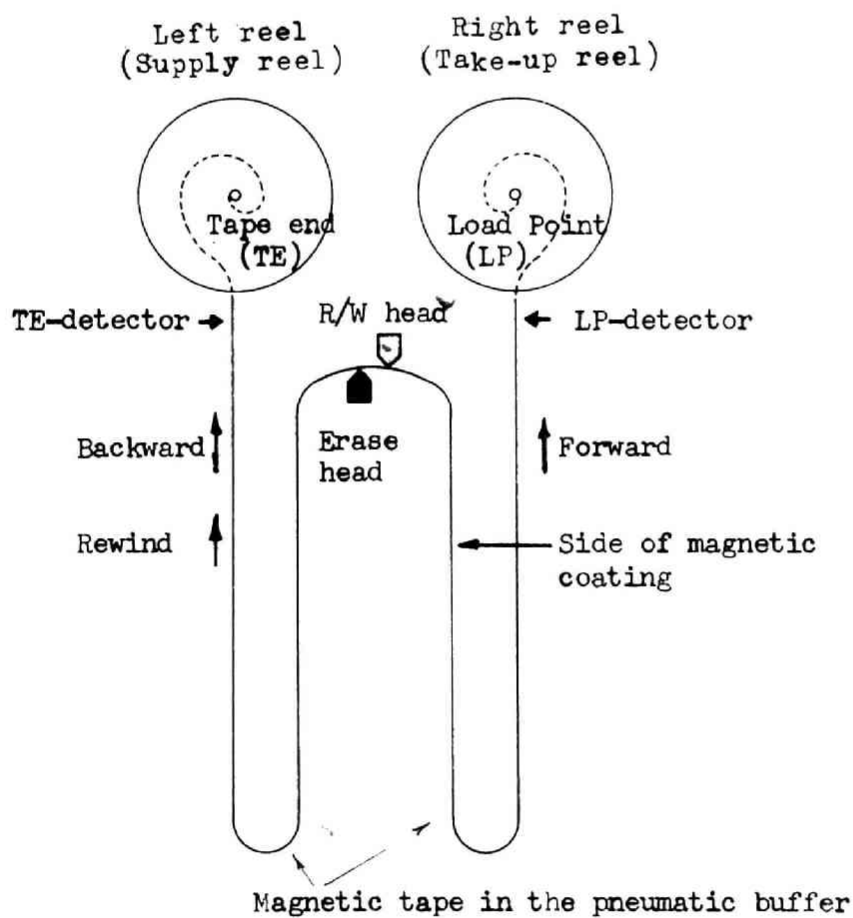 Left reel
(Supply reel)
Right reel
(Take-up reel)
Tape end
(TE)
Load Point
(LP)
TE-detector
R/W head
LP-detector
Backward
Erase
head
Forward
Rewind
Side of magnetic
coating
Magnetic tape in the pneumatic buffer